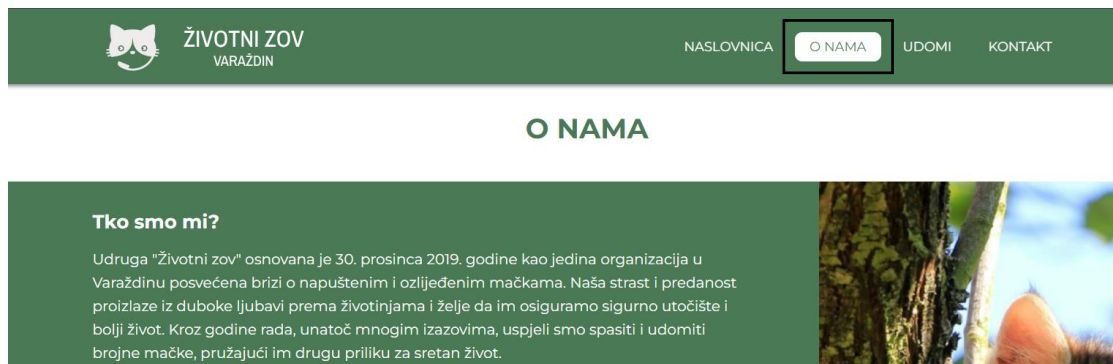 ŽIVOTNI ZOV
VARAŽDIN
NASLOVNICA
O NAMA
UDOMI
KONTAKT
O NAMA
Tko smo mi?
Udruga "Životni zov" osnovana je 30. prosinca 2019. godine kao jedina organizacija u
Varaždinu posvećena brizi o napuštenim i ozlijeđenim mačkama. Naša strast i predanost
proizlaze iz duboke ljubavi prema životinjama i želje da im osiguramo sigurno utočište i
bolji život. Kroz godine rada, unatoč mnogim izazovima, uspjeli smo spasiti i udomiti
brojne mačke, pružajući im drugu priliku za sretan život.